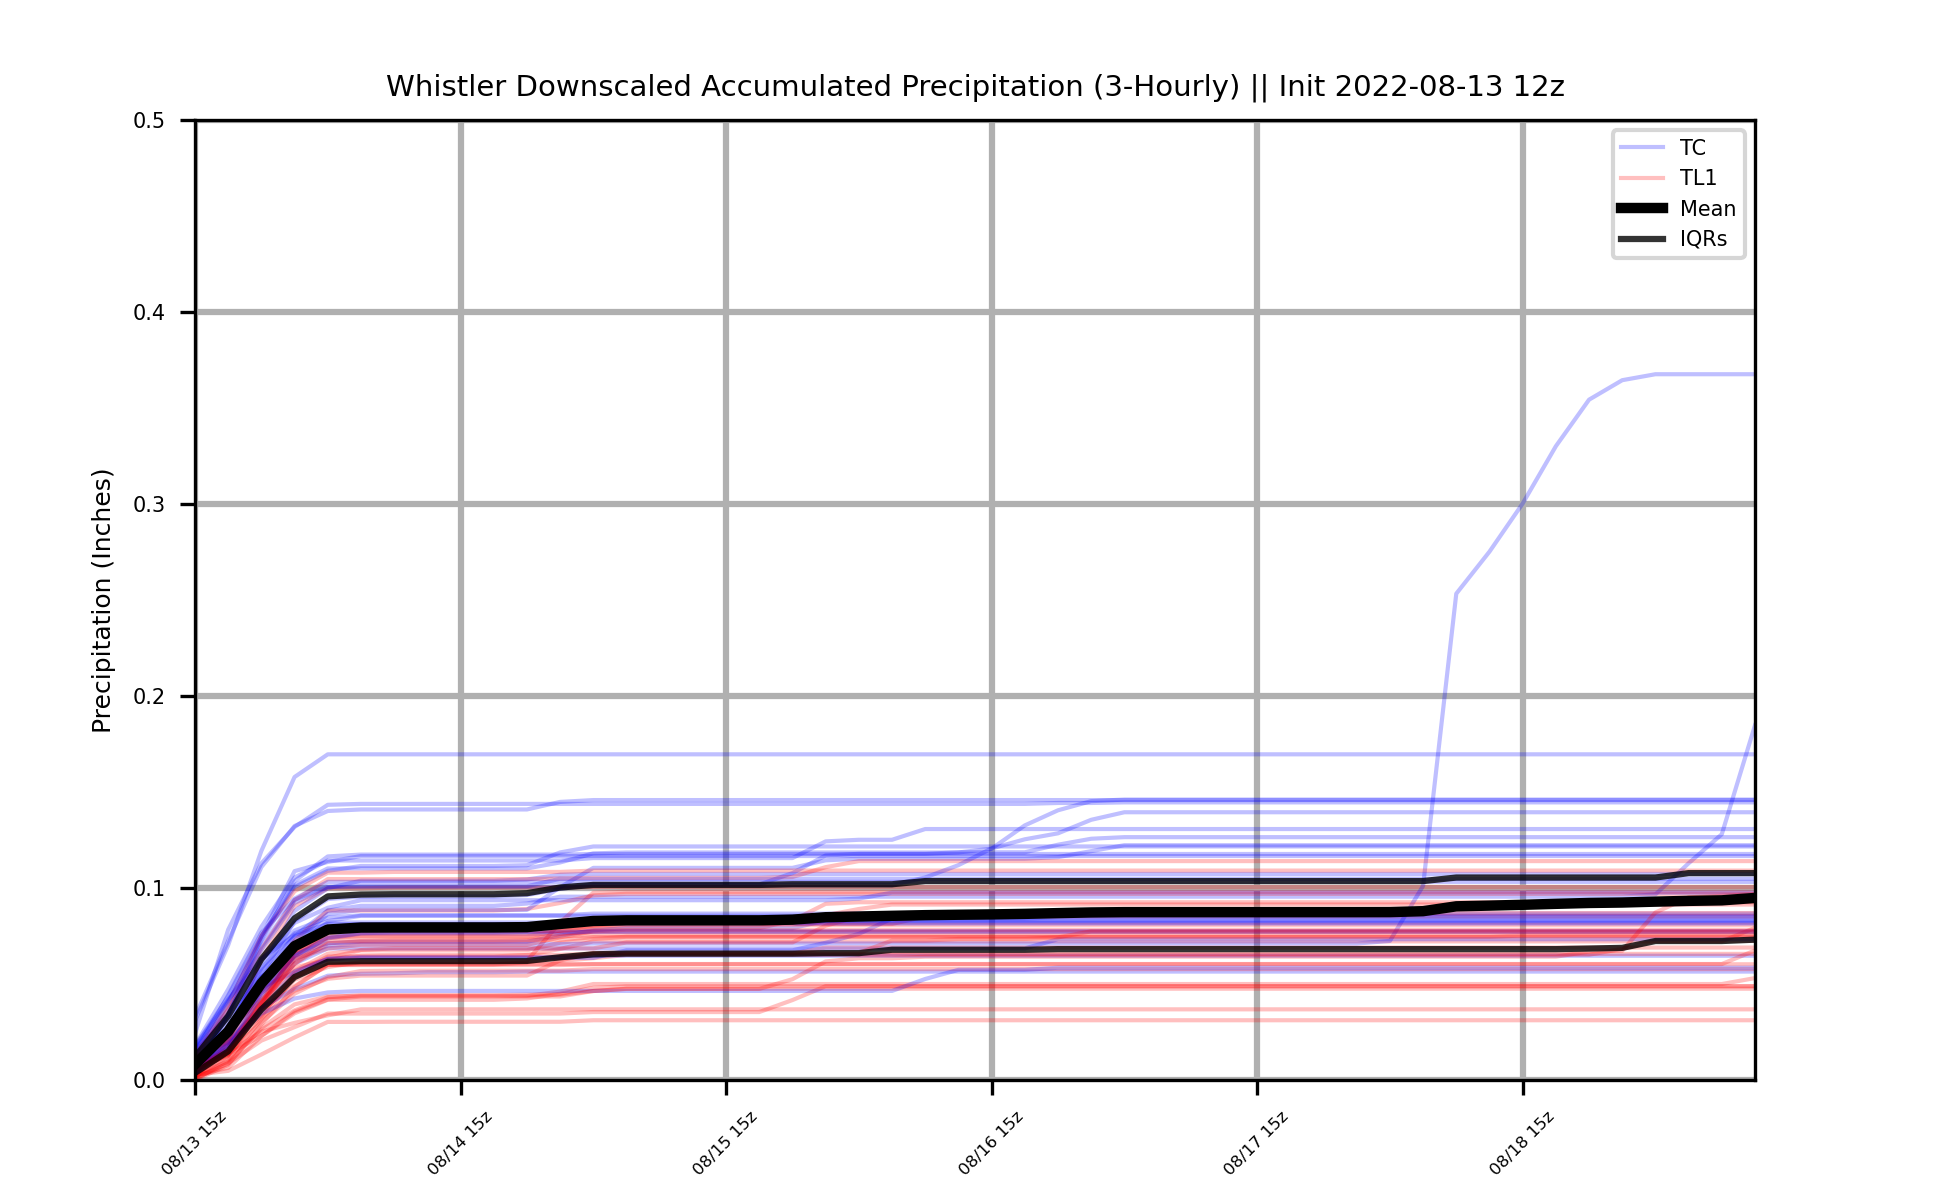 Whistler Downscaled Accumulated Precipitation (3-Hourly) || Init 2022-08-13 12z
Precipitation (Inches)
0.5
0.4
0.3
0.2
0.1
0.0
TC
TL1
Mean
IQRs
08/13 15z
08/14 15z
08/15 15z
08/16 15z
08/17 15z
08/18 15z